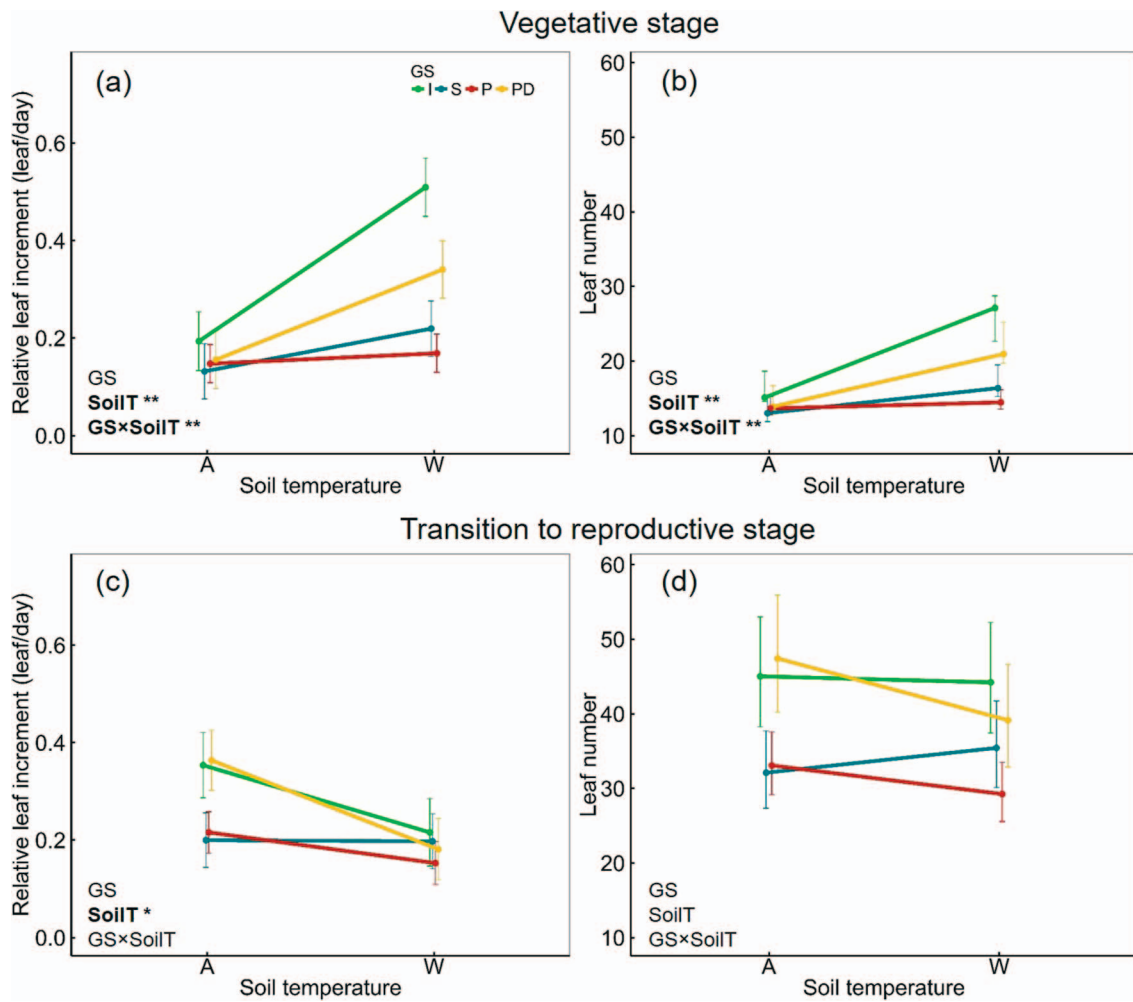 Vegetative stage
(a)
GS
I S P PD
Relative leaf increment (leaf/day)
0.6
0.4
0.2
0.0
GS
SoilT **
GS×SoilT **
A W
Soil temperature
(b)
Leaf number
60
50
40
30
20
10
GS
SoilT **
GS×SoilT **
A W
Soil temperature
Transition to reproductive stage
(c)
Relative leaf increment (leaf/day)
0.6
0.4
0.2
0.0
GS
SoilT *
GS×SoilT
A W
Soil temperature
(d)
Leaf number
60
50
40
30
20
10
GS
SoilT
GS×SoilT
A W
Soil temperature